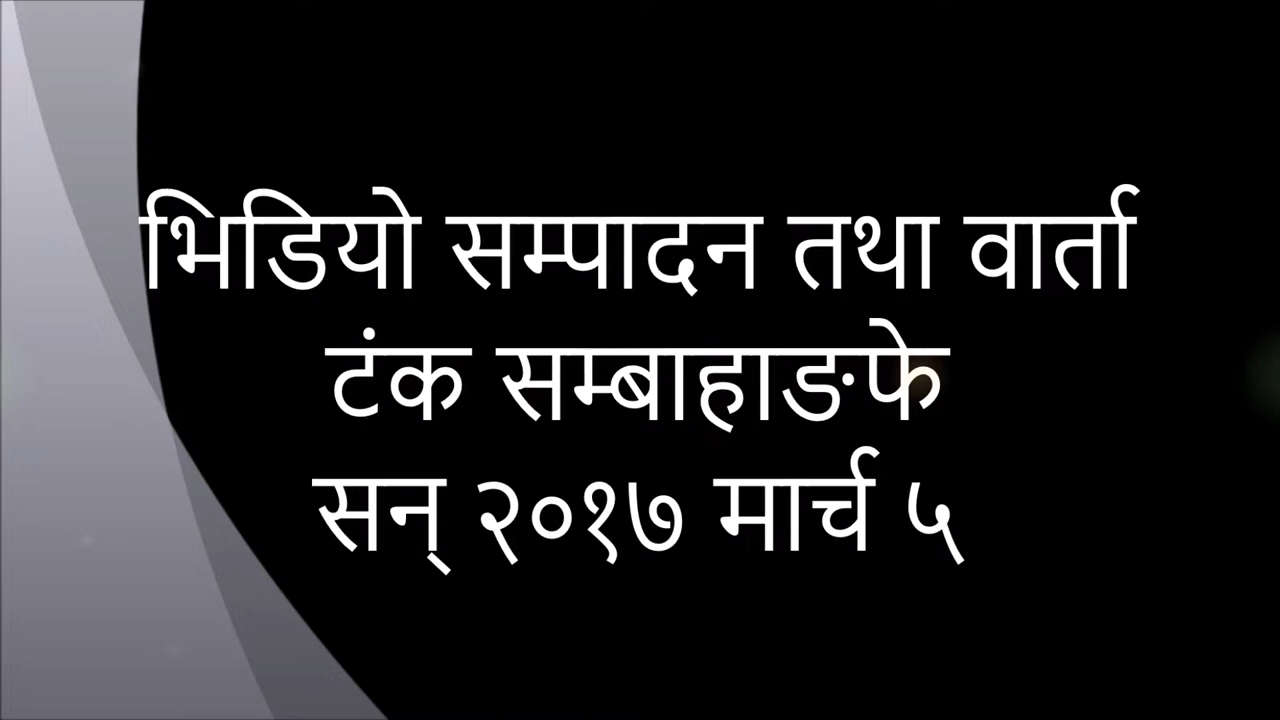 भिडियो सम्पादन तथा वार्ता
टंक सम्बाहाङफे
सन् २०१७ मार्च ५